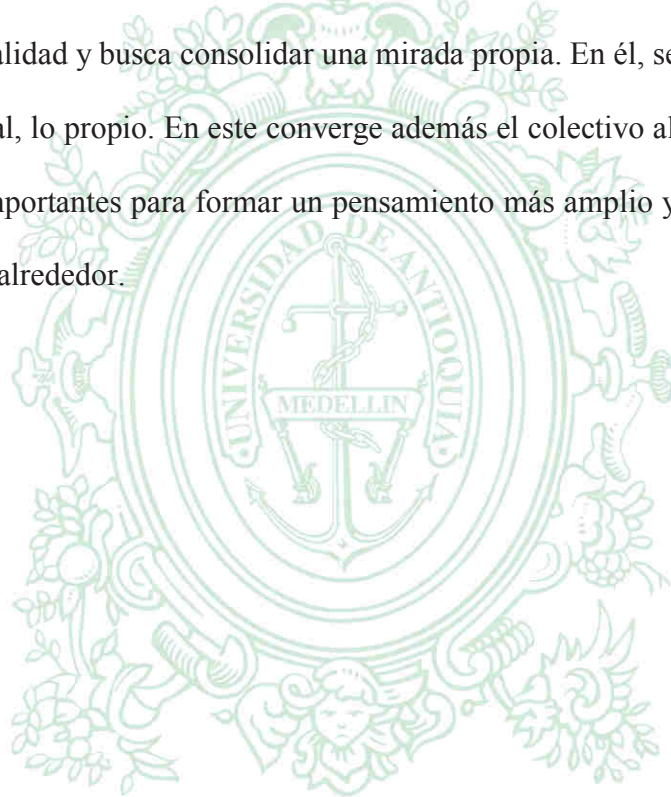 alidad y busca consolidar una mirada propia. En él, se
al, lo propio. En este converge además el colectivo al
mportantes para formar un pensamiento más amplio y
alrededor.
UNIVERSIDAD DE ANTIOQUIA
MEDELLIN